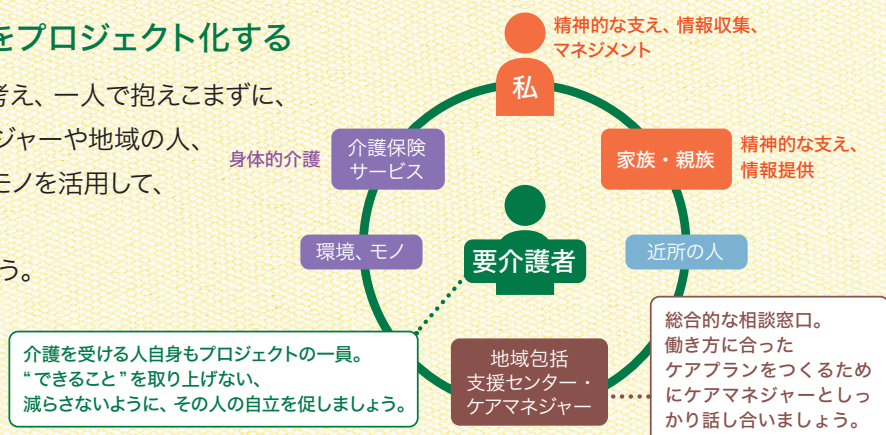 をプロジェクト化する
考え、一人で抱えこまずに、
ジャーや地域の人、
モノを活用して、
う。
精神的な支え、情報収集、
マネジメント
私
身体的介護
介護保険
サービス
家族・親族
精神的な支え、
情報提供
環境、モノ
要介護者
近所の人
介護を受ける人自身もプロジェクトの一員。
“できること”を取り上げない、
減らさないように、その人の自立を促しましょう。
地域包括
支援センター・
ケアマネジャー
総合的な相談窓口。
働き方に合った
ケアプランをつくるため
にケアマネジャーとしっ
かり話し合いましょう。